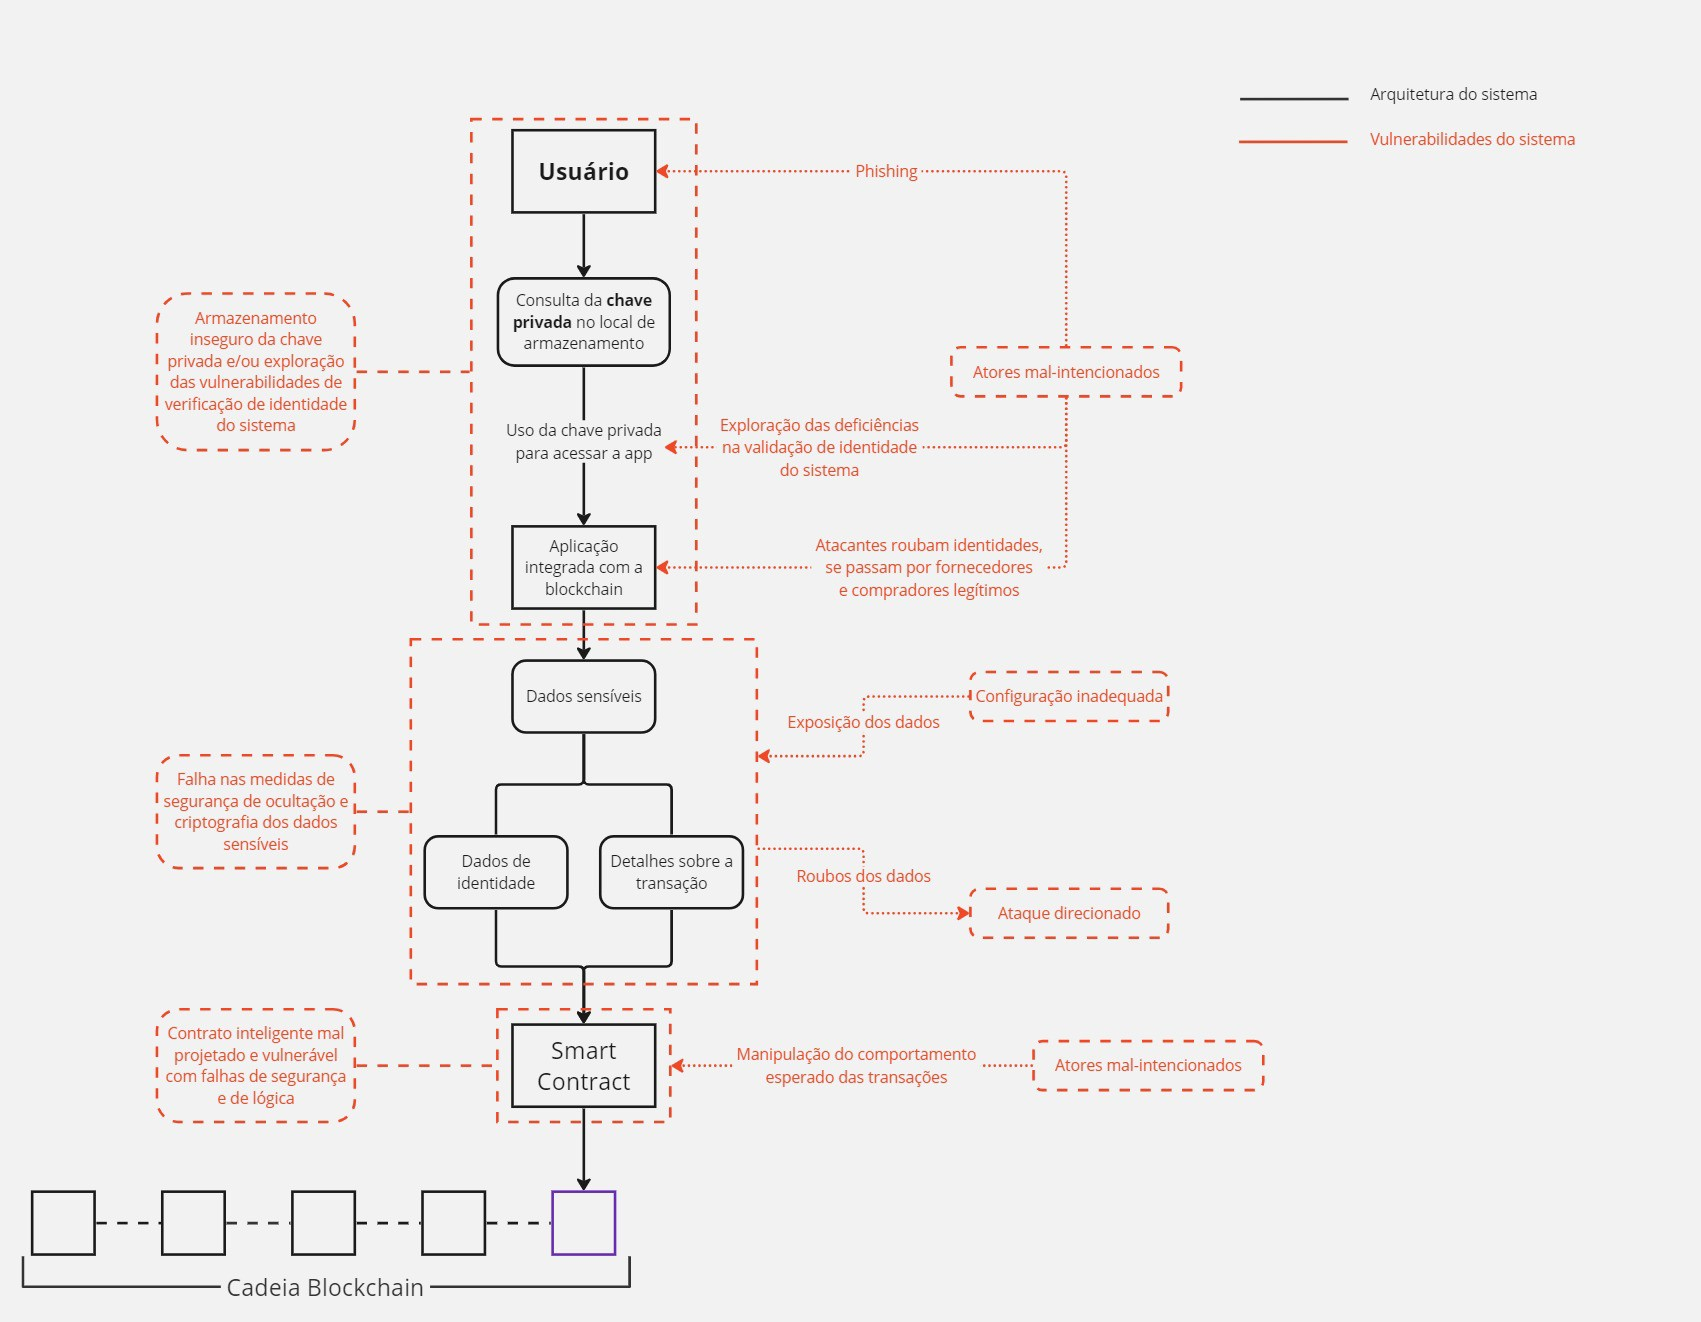 Arquitetura do sistema
Vulnerabilidades do sistema
Usuário
Phishing
Consulta da chave
privada no local de
armazenamento
Armazenamento
inseguro da chave
privada e/ou exploração
das vulnerabilidades de
verificação de identidade
do sistema
Atores mal-intencionados
Uso da chave privada
para acessar a app
Exploração das deficiências
na validação de identidade
do sistema
Aplicação
integrada com a
blockchain
Atacantes roubam identidades,
se passam por fornecedores
e compradores legítimos
Dados sensíveis
Configuração inadequada
Exposição dos dados
Falha nas medidas de
segurança de ocultação e
criptografia dos dados
sensíveis
Dados de
identidade
Detalhes sobre a
transação
Roubos dos dados
Ataque direcionado
Contrato inteligente mal
projetado e vulnerável
com falhas de segurança
e de lógica
Smart
Contract
Manipulação do comportamento
esperado das transações
Atores mal-intencionados
Cadeia Blockchain